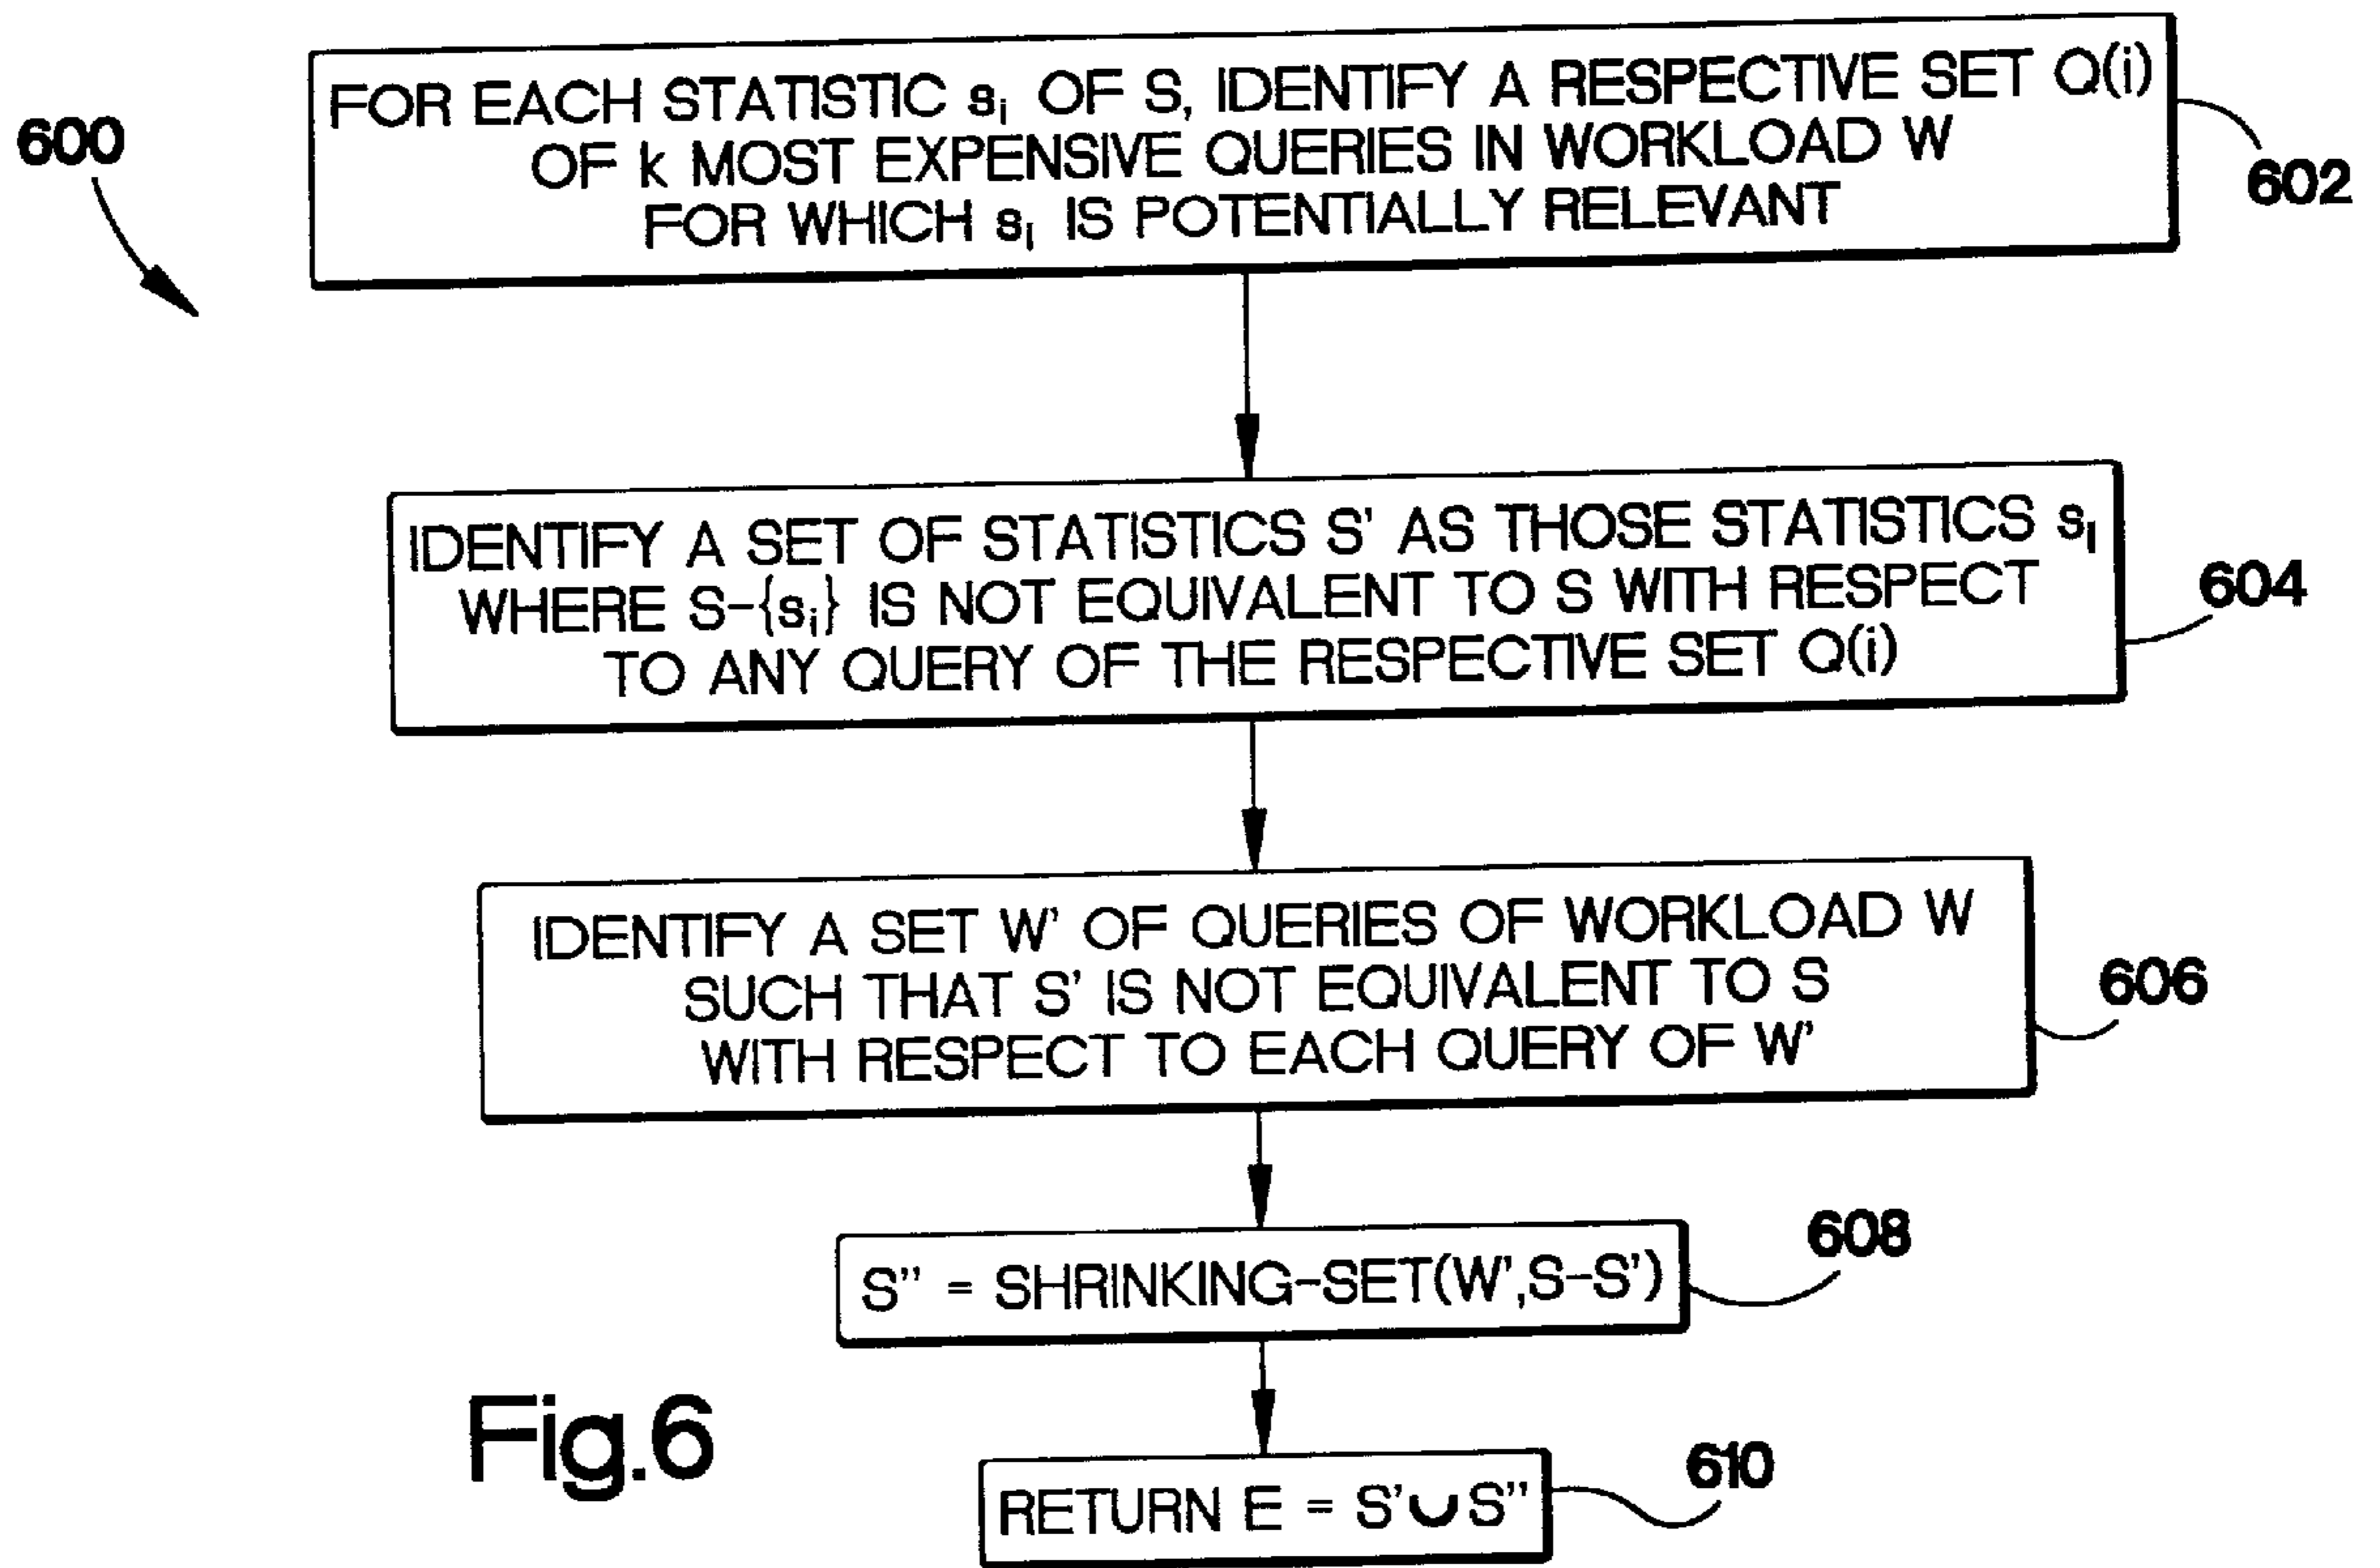 600
FOR EACH STATISTIC sᵢ OF S, IDENTIFY A RESPECTIVE SET Q(i)
OF k MOST EXPENSIVE QUERIES IN WORKLOAD W
FOR WHICH sᵢ IS POTENTIALLY RELEVANT
602
IDENTIFY A SET OF STATISTICS S' AS THOSE STATISTICS sᵢ
WHERE S-{sᵢ} IS NOT EQUIVALENT TO S WITH RESPECT
TO ANY QUERY OF THE RESPECTIVE SET Q(i)
604
IDENTIFY A SET W' OF QUERIES OF WORKLOAD W
SUCH THAT S' IS NOT EQUIVALENT TO S
WITH RESPECT TO EACH QUERY OF W'
606
S" = SHRINKING-SET(W',S-S')
608
RETURN E = S'∪S"
610
Fig.6